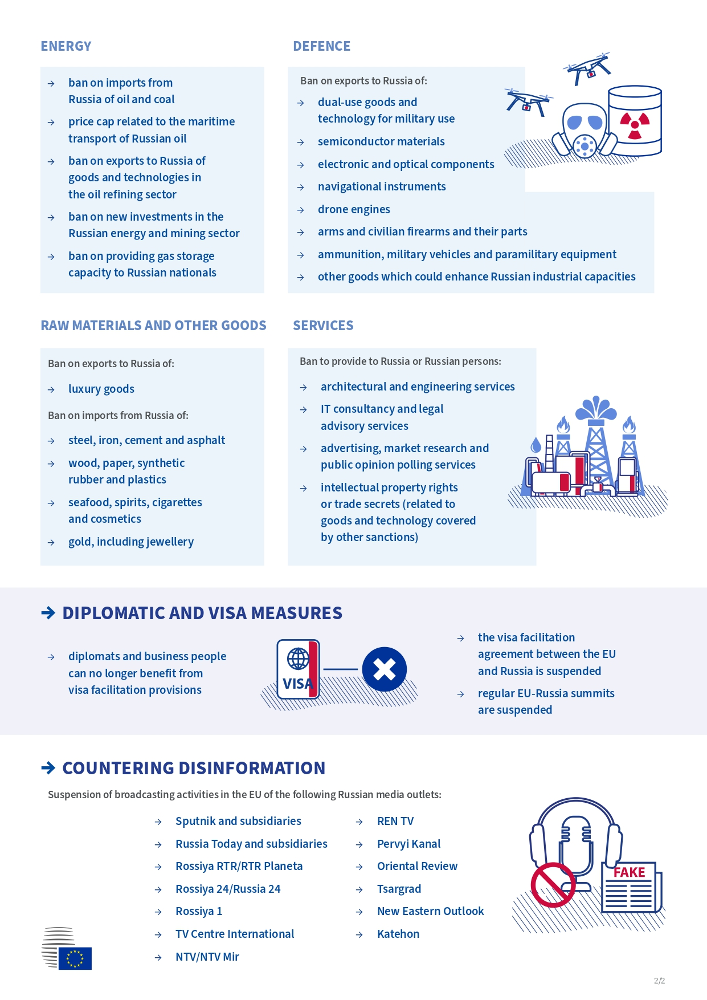 ENERGY
→ ban on imports from
Russia of oil and coal
→ price cap related to the maritime
transport of Russian oil
→ ban on exports to Russia of
goods and technologies in
the oil refining sector
→ ban on new investments in the
Russian energy and mining sector
→ ban on providing gas storage
capacity to Russian nationals
DEFENCE
Ban on exports to Russia of:
→ dual-use goods and
technology for military use
→ semiconductor materials
→ electronic and optical components
→ navigational instruments
→ drone engines
→ arms and civilian firearms and their parts
→ ammunition, military vehicles and paramilitary equipment
→ other goods which could enhance Russian industrial capacities
RAW MATERIALS AND OTHER GOODS
Ban on exports to Russia of:
→ luxury goods
Ban on imports from Russia of:
→ steel, iron, cement and asphalt
→ wood, paper, synthetic
rubber and plastics
→ seafood, spirits, cigarettes
and cosmetics
→ gold, including jewellery
SERVICES
Ban to provide to Russia or Russian persons:
→ architectural and engineering services
→ IT consultancy and legal
advisory services
→ advertising, market research and
public opinion polling services
→ intellectual property rights
or trade secrets (related to
goods and technology covered
by other sanctions)
→ DIPLOMATIC AND VISA MEASURES
→ diplomats and business people
can no longer benefit from
visa facilitation provisions
VISA
→ the visa facilitation
agreement between the EU
and Russia is suspended
→ regular EU-Russia summits
are suspended
→ COUNTERING DISINFORMATION
Suspension of broadcasting activities in the EU of the following Russian media outlets:
→ Sputnik and subsidiaries
→ Russia Today and subsidiaries
→ Rossiya RTR/RTR Planeta
→ Rossiya 24/Russia 24
→ Rossiya 1
→ TV Centre International
→ NTV/NTV Mir
→ REN TV
→ Pervyi Kanal
→ Oriental Review
→ Tsargrad
→ New Eastern Outlook
→ Katehon
FAKE
2/2